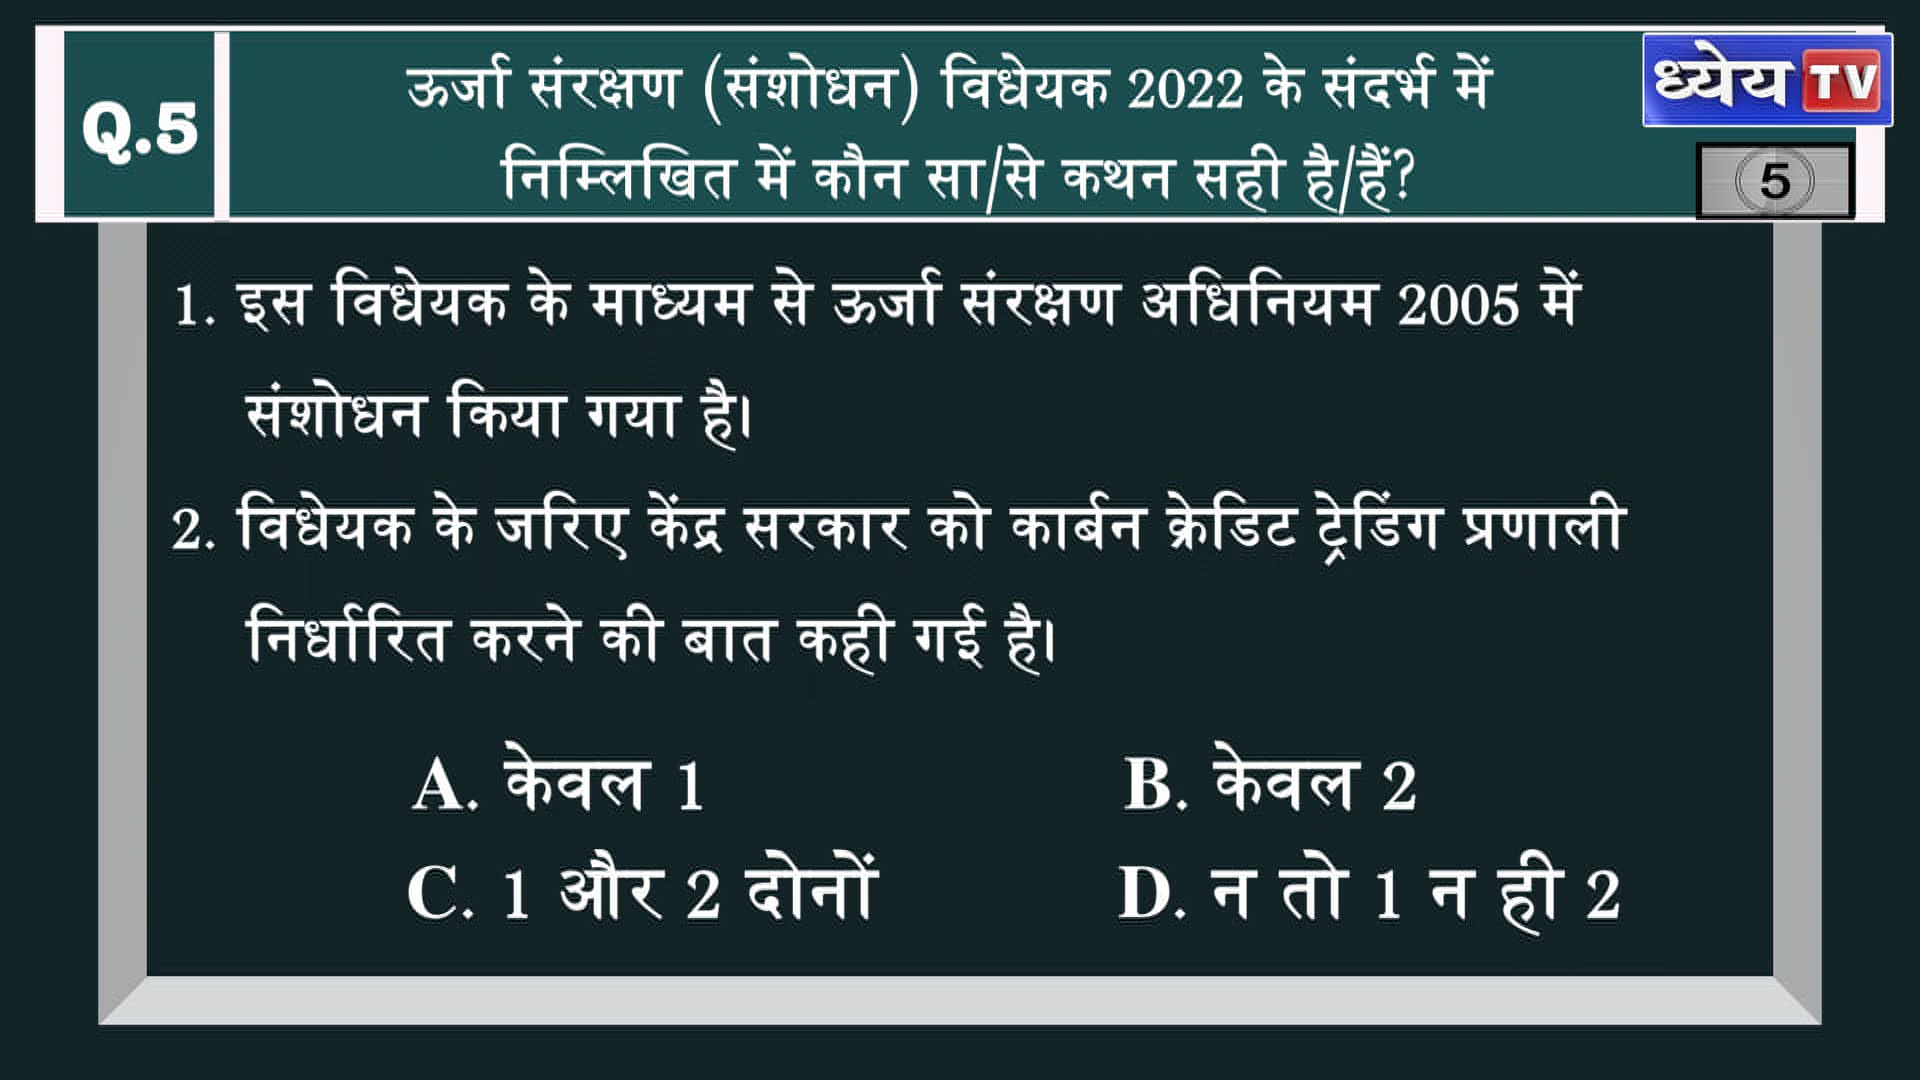 Q.5
ऊर्जा संरक्षण (संशोधन) विधेयक 2022 के संदर्भ में
निम्लिखित में कौन सा/से कथन सही है/हैं?
ध्येय TV
5
1. इस विधेयक के माध्यम से ऊर्जा संरक्षण अधिनियम 2005 में
संशोधन किया गया है।
2. विधेयक के जरिए केंद्र सरकार को कार्बन क्रेडिट ट्रेडिंग प्रणाली
निर्धारित करने की बात कही गई है।
A. केवल 1
B. केवल 2
C. 1 और 2 दोनों
D. न तो 1 न ही 2